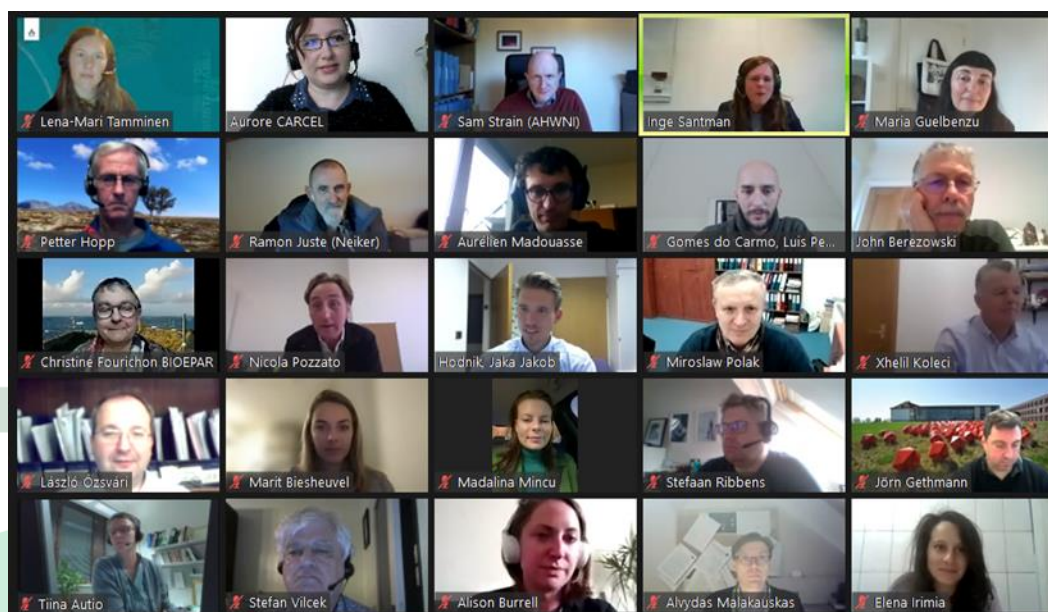 Lena-Mari Tamminen
Aurore CARCEL
Sam Strain (AHWNI)
Inge Santman
Maria Guelbenzu
Petter Hopp
Ramon Juste (Neiker)
Aurélien Madouasse
Gomes do Carmo, Luis Pe...
John Berezowski
Christine Fourichon BIOEPAR
Nicola Pozzato
Hodnik, Jaka Jakob
Miroslaw Polak
Xhelil Koleci
László Ózsvári
Marit Biesheuvel
Madalina Mincu
Stefaan Ribbens
Jörn Gethmann
Tiina Autio
Stefan Vilcek
Alison Burrell
Alvydas Malakauskas
Elena Irimia